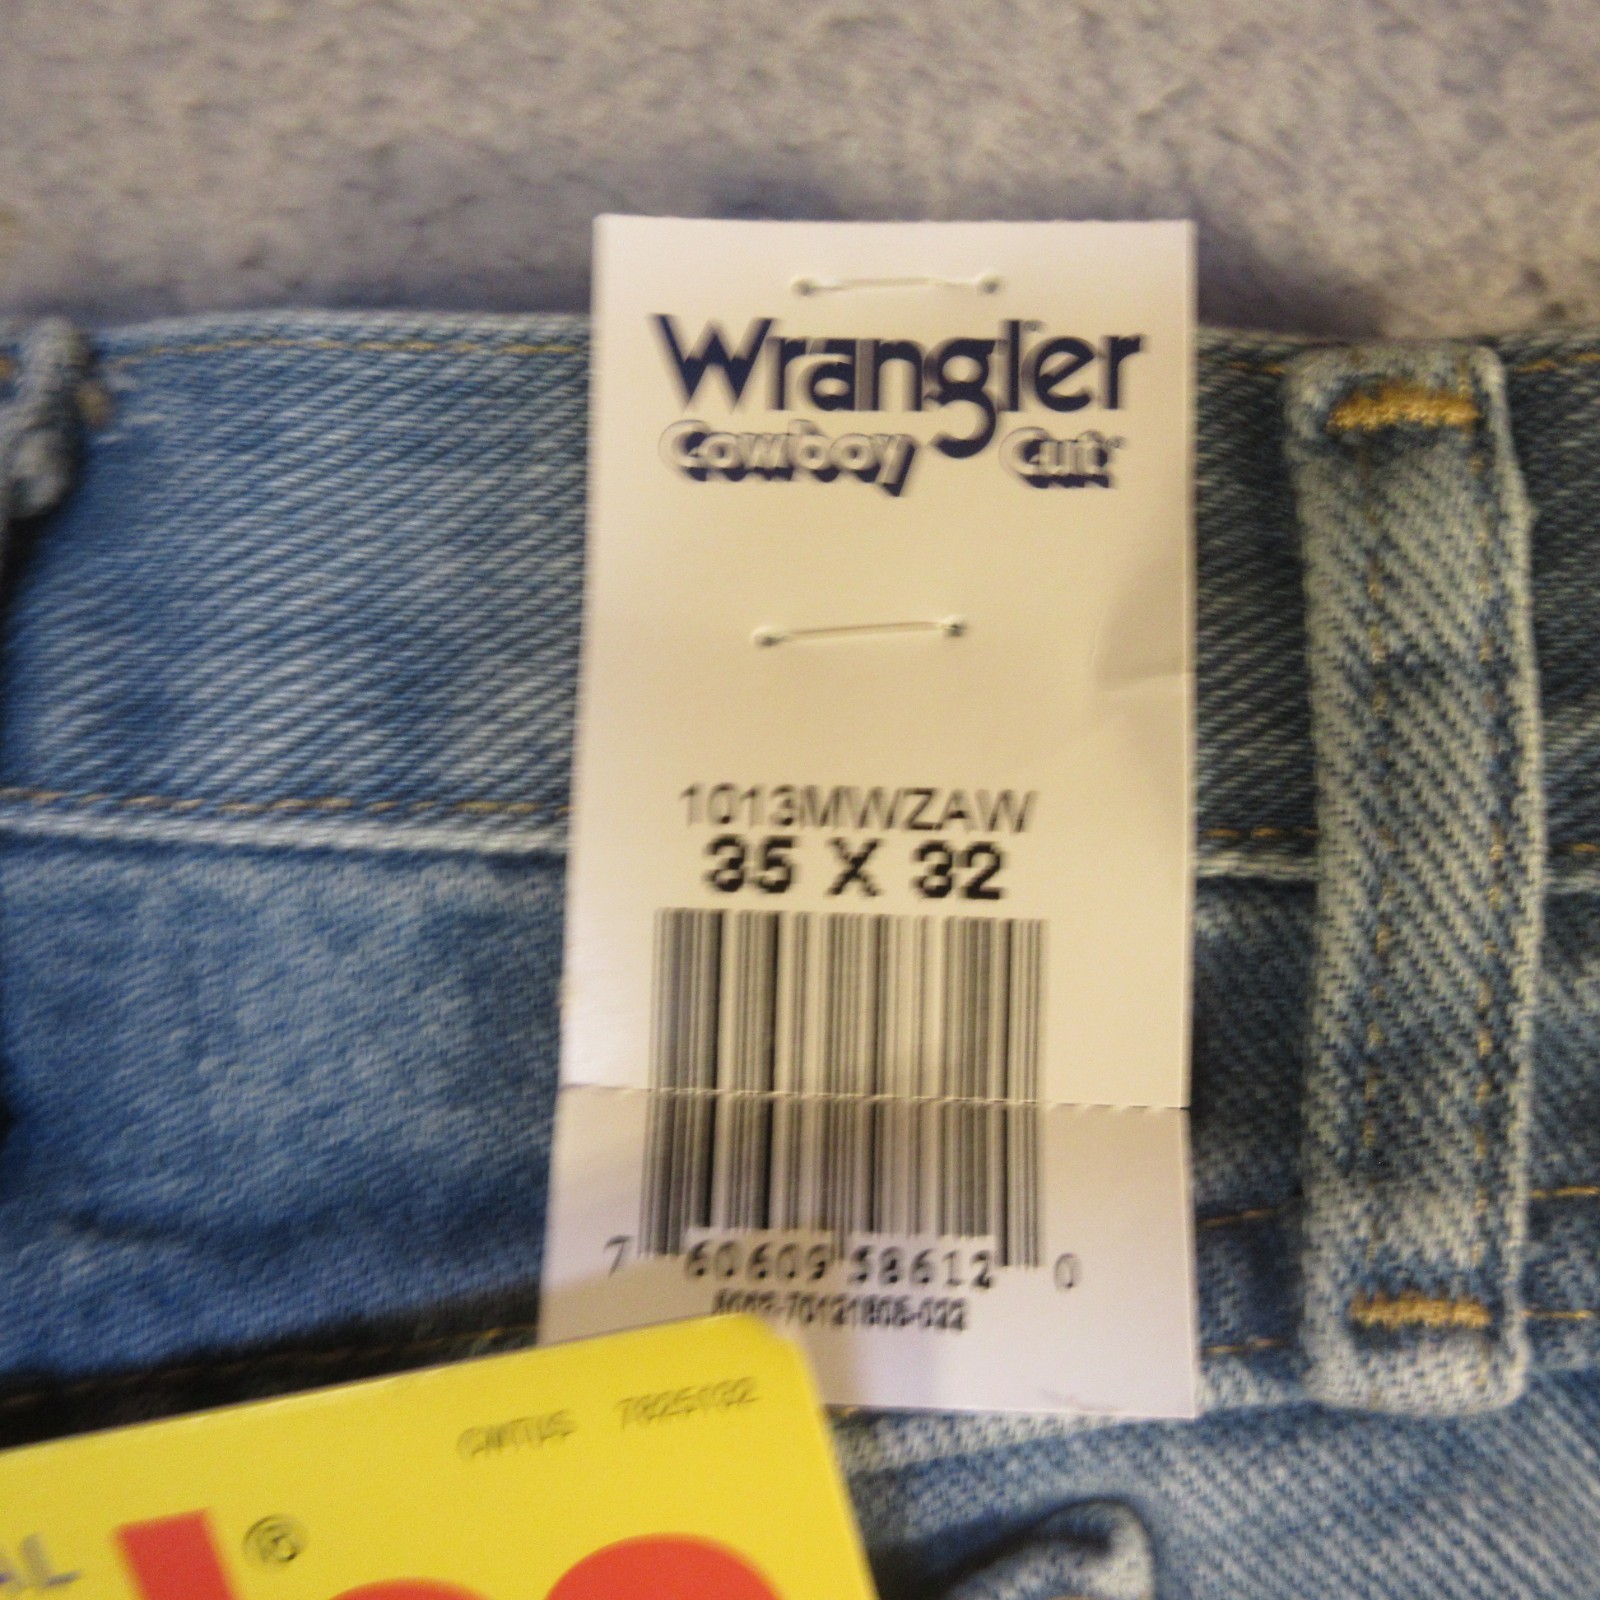 Wrangler
Cowboy Cut
1013MWZAW
35 X 32
7 60609 58612 0